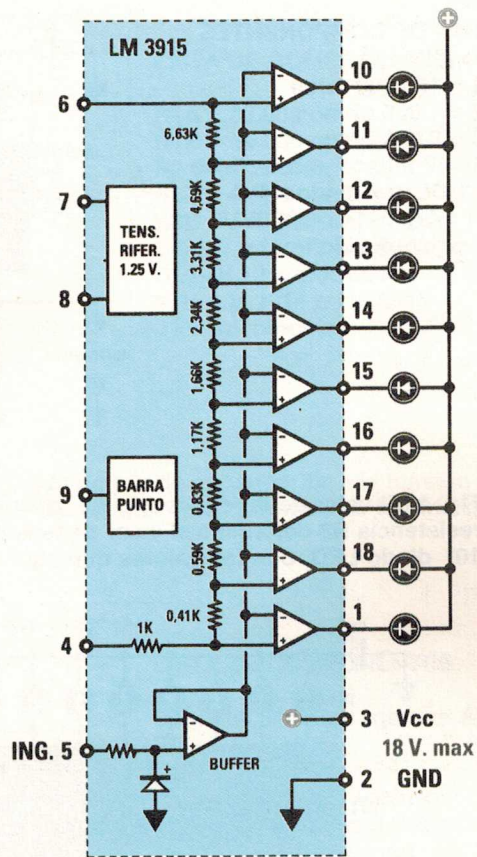 LM 3915
10
6
6,63K
11
4,69K
12
7
TENS.
RIFER.
1.25 V.
3,31K
13
8
2,34K
14
1,66K
15
1,17K
16
9
BARRA
PUNTO
0,83K
17
0,59K
18
0,41K
1
4
1K
ING. 5
BUFFER
3 Vcc
18 V. max
2 GND
- +
- +
- +
- +
- +
- +
- +
- +
- +
- +
- +
+
+
+